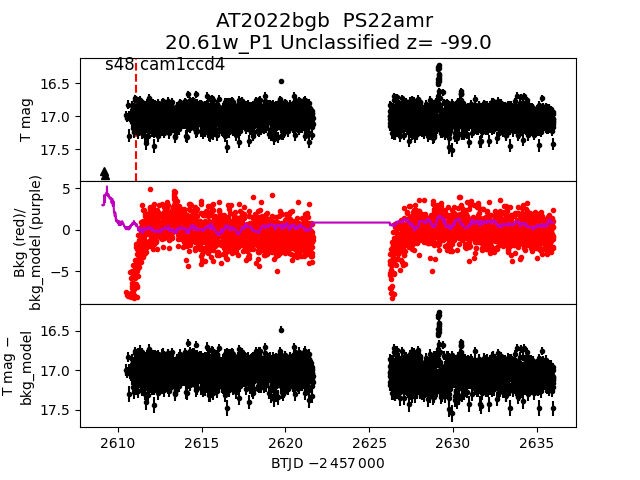 AT2022bgb  PS22amr
20.61w_P1 Unclassified z= -99.0
s48 cam1ccd4
16.5
17.0
17.5
T mag
5
0
−5
Bkg (red)/
bkg_model (purple)
16.5
17.0
17.5
T mag −
bkg_model
2610 2615 2620 2625 2630 2635
BTJD −2 457 000